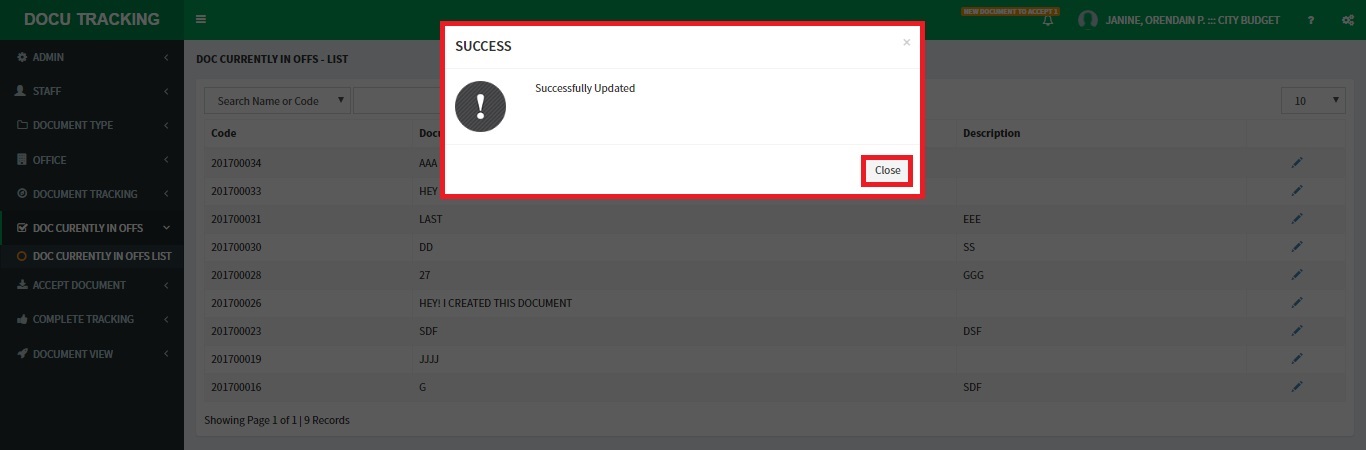 DOCU TRACKING
NEW DOCUMENT TO ACCEPT 1
JANINE, ORENDAIN P. ::: CITY BUDGET
?
SUCCESS
×
Successfully Updated
!
Close
ADMIN
STAFF
DOCUMENT TYPE
OFFICE
DOCUMENT TRACKING
DOC CURENTLY IN OFFS
DOC CURRENTLY IN OFFS LIST
ACCEPT DOCUMENT
COMPLETE TRACKING
DOCUMENT VIEW
DOC CURRENTLY IN OFFS - LIST
Search Name or Code
10
Code Docu Description
201700034 AAA
201700033 HEY
201700031 LAST EEE
201700030 DD SS
201700028 27 GGG
201700026 HEY! I CREATED THIS DOCUMENT
201700023 SDF DSF
201700019 JJJJ
201700016 G SDF
Showing Page 1 of 1 | 9 Records